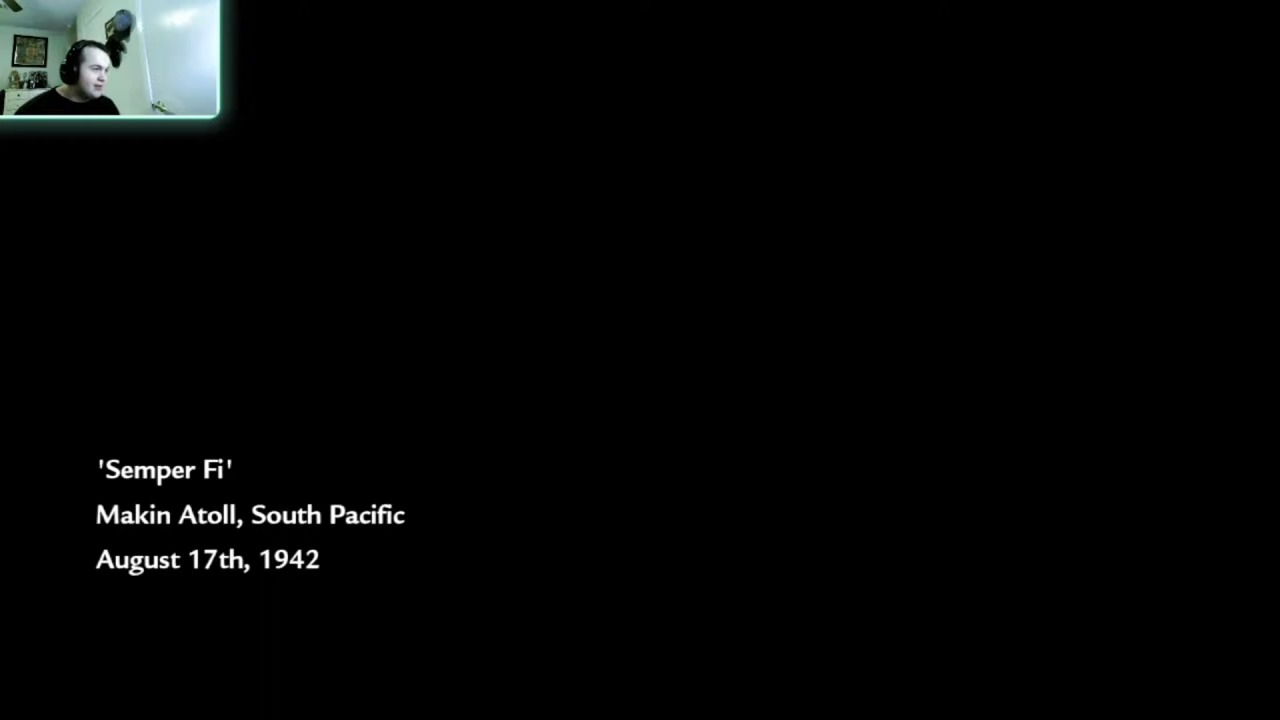 'Semper Fi'
Makin Atoll, South Pacific
August 17th, 1942